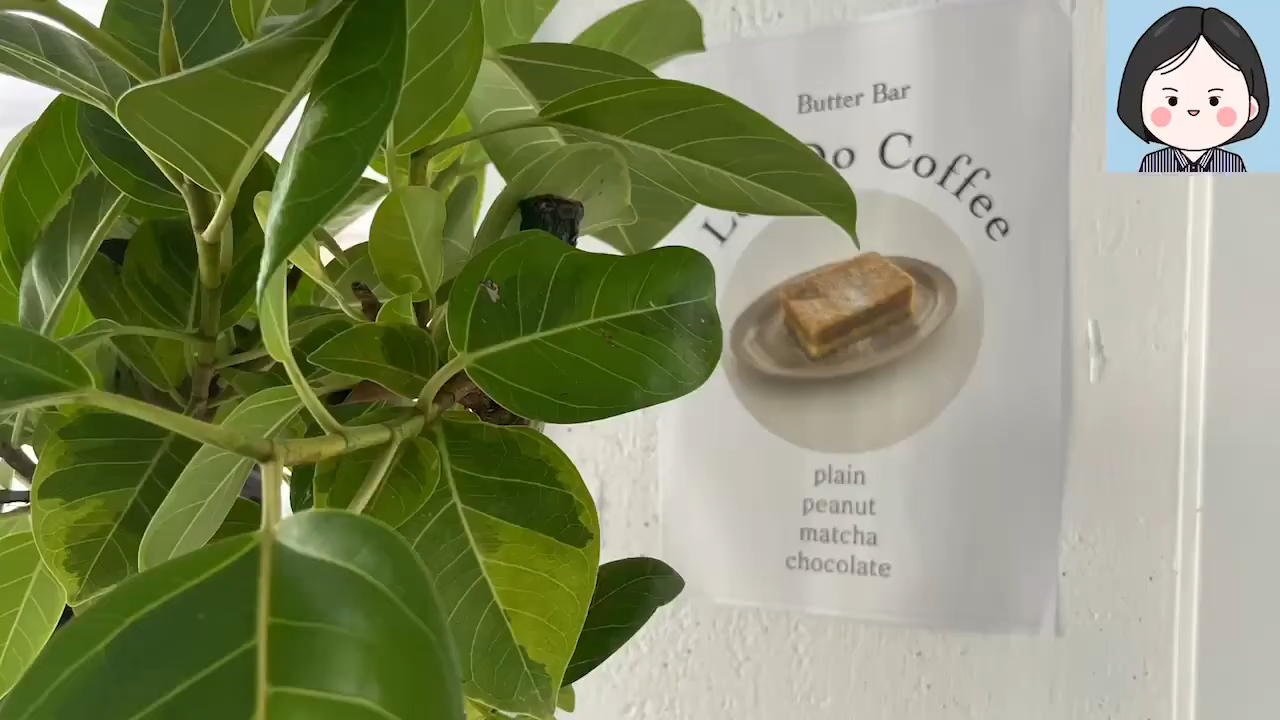 Butter Bar
Coffee
plain
peanut
matcha
chocolate